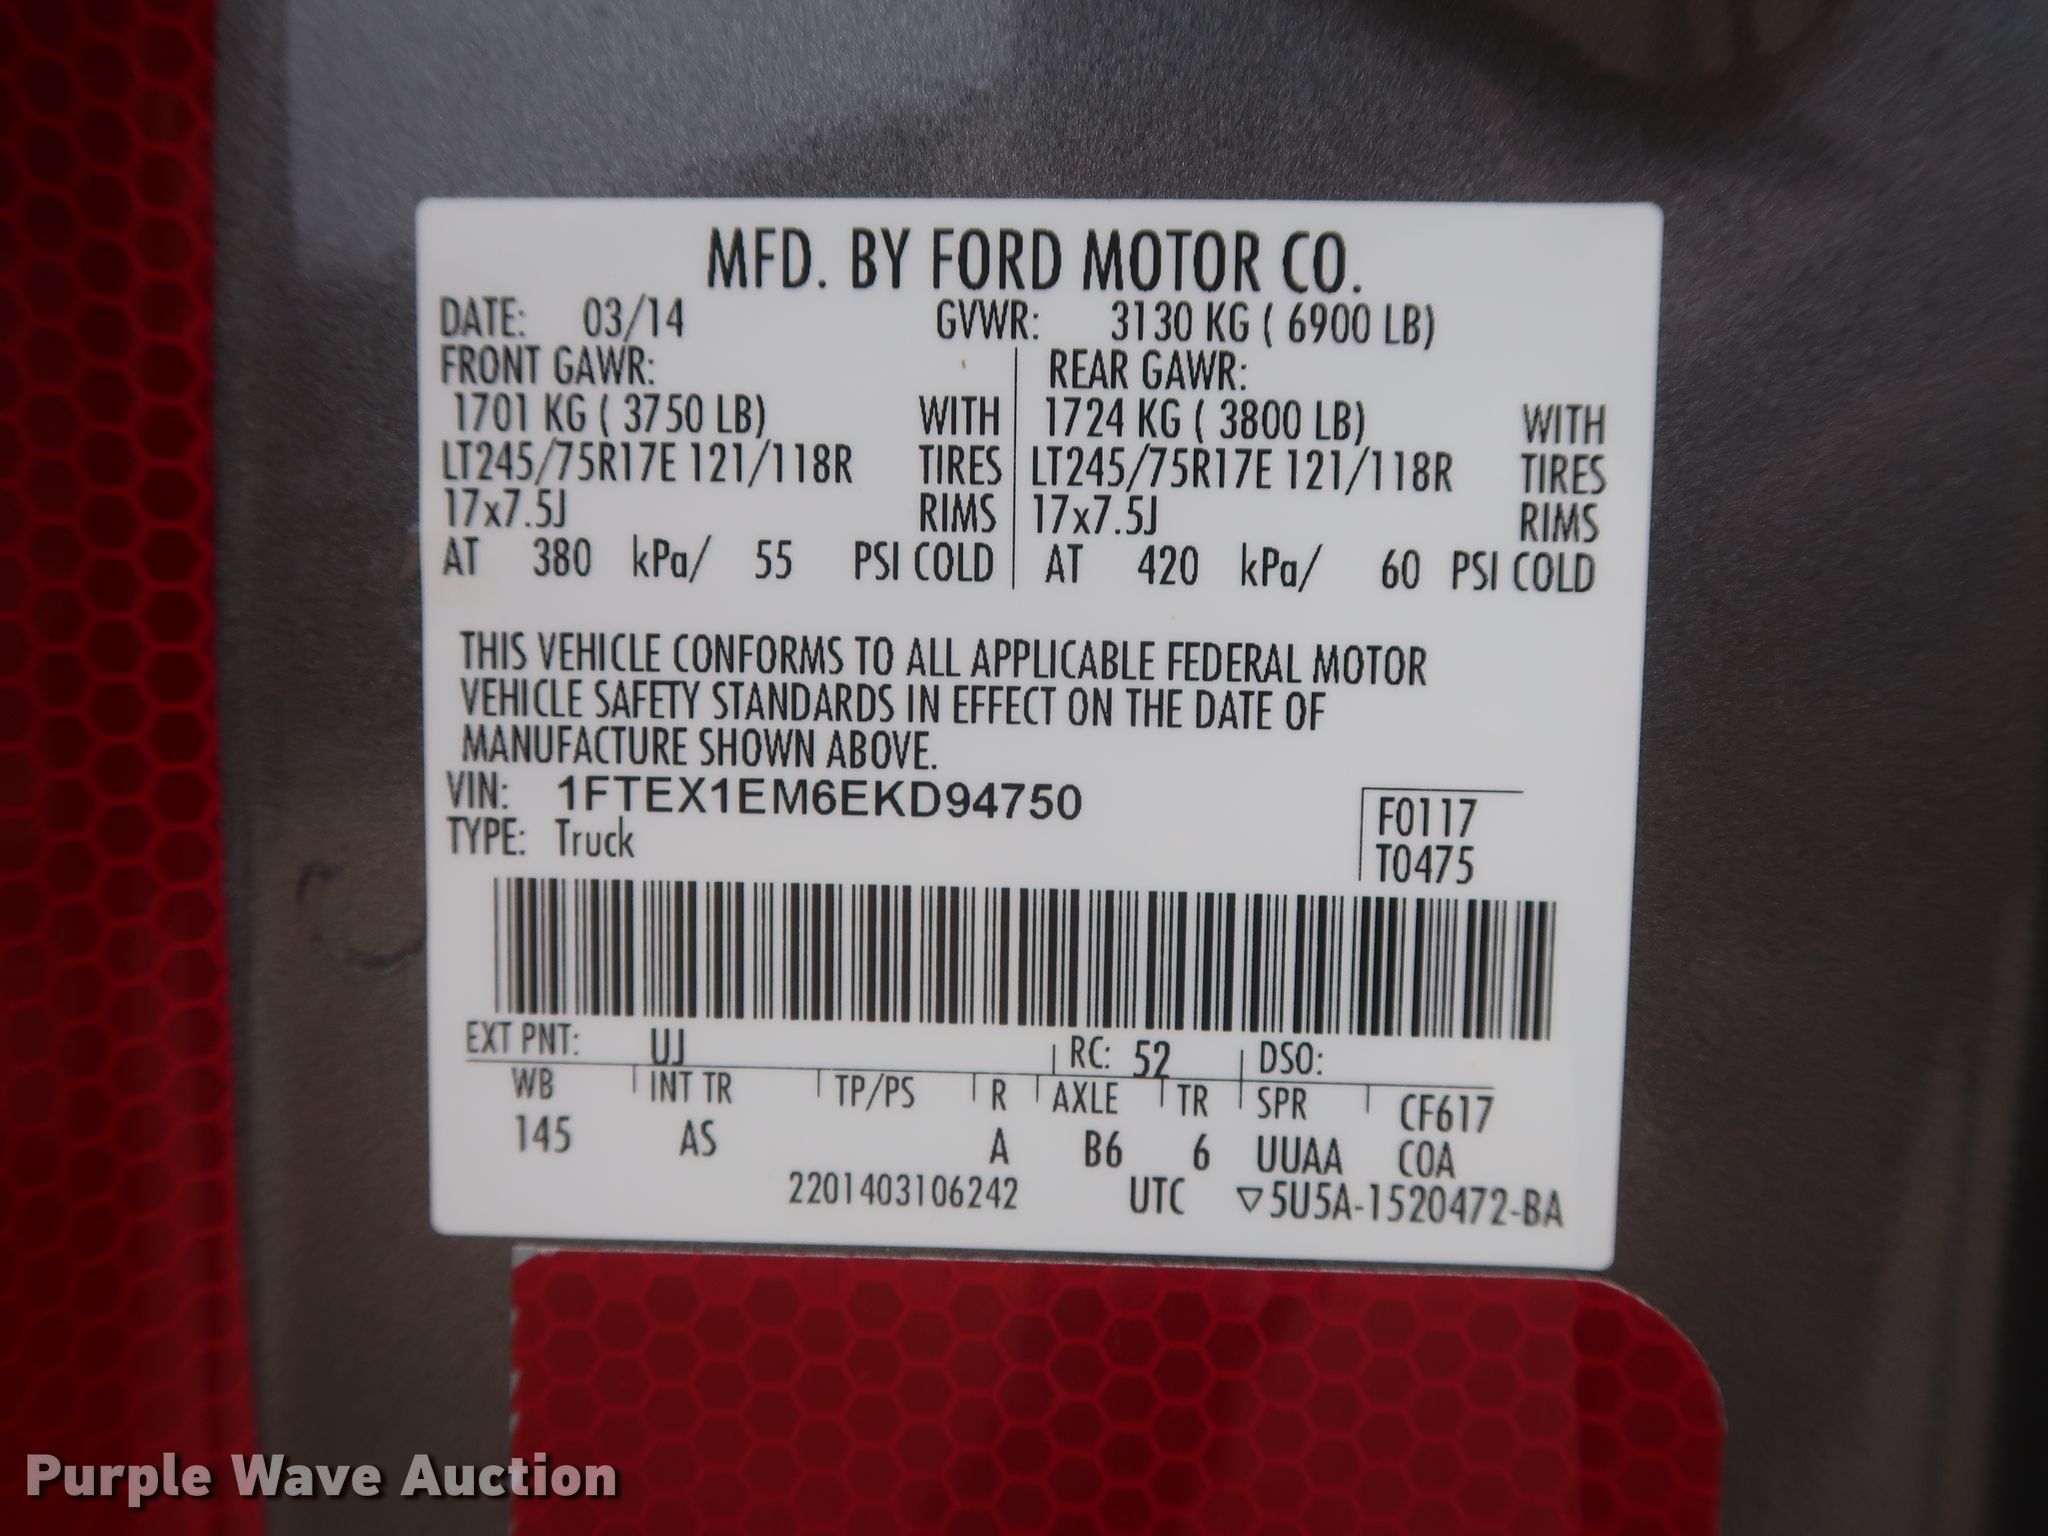 MFD. BY FORD MOTOR CO.
DATE: 03/14 GVWR: 3130 KG ( 6900 LB)
FRONT GAWR: REAR GAWR:
1701 KG ( 3750 LB) WITH 1724 KG ( 3800 LB) WITH
LT245/75R17E 121/118R TIRES LT245/75R17E 121/118R TIRES
17x7.5J RIMS 17x7.5J RIMS
AT 380 kPa/ 55 PSI COLD AT 420 kPa/ 60 PSI COLD
THIS VEHICLE CONFORMS TO ALL APPLICABLE FEDERAL MOTOR
VEHICLE SAFETY STANDARDS IN EFFECT ON THE DATE OF
MANUFACTURE SHOWN ABOVE.
VIN: 1FTEX1EM6EKD94750 F0117
TYPE: Truck T0475
EXT PNT: UJ RC: 52 DSO:
WB INT TR TP/PS R AXLE TR SPR CF617
145 AS A B6 6 UUAA COA
2201403106242 UTC ▽5U5A-1520472-BA
Purple Wave Auction